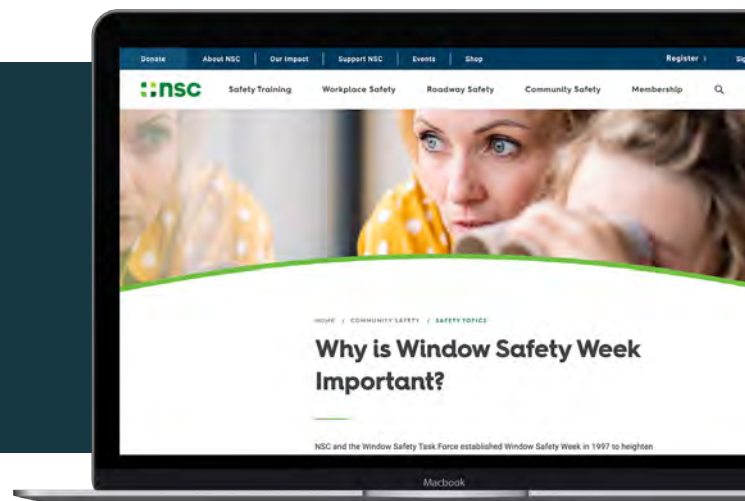 Donate About NSC Our Impact Support NSC Events Shop Register
nsc Safety Training Workplace Safety Roadway Safety Community Safety Membership
HOME / COMMUNITY SAFETY / SAFETY TOPICS
Why is Window Safety Week
Important?
NSC and the Window Safety Task Force established Window Safety Week in 1997 to heighten
Macbook